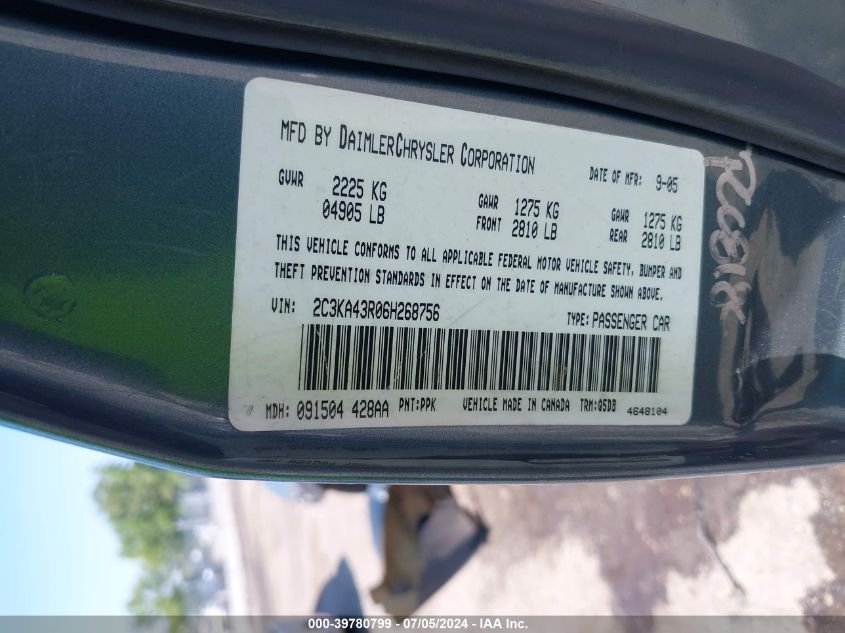 MFD BY DAIMLERCHRYSLER CORPORATION
DATE OF MFR: 9-05
GVWR 2225 KG 04905 LB
GAWR FRONT 1275 KG 2810 LB
GAWR REAR 1275 KG 2810 LB
THIS VEHICLE CONFORMS TO ALL APPLICABLE FEDERAL MOTOR VEHICLE SAFETY, BUMPER AND
THEFT PREVENTION STANDARDS IN EFFECT ON THE DATE OF MANUFACTURE SHOWN ABOVE.
VIN: 2C3KA43R06H268756 TYPE: PASSENGER CAR
MDH: 091504 428AA PNT:PPK VEHICLE MADE IN CANADA TRM:Q5DB 4648104
000-39780799 - 07/05/2024 - IAA Inc.